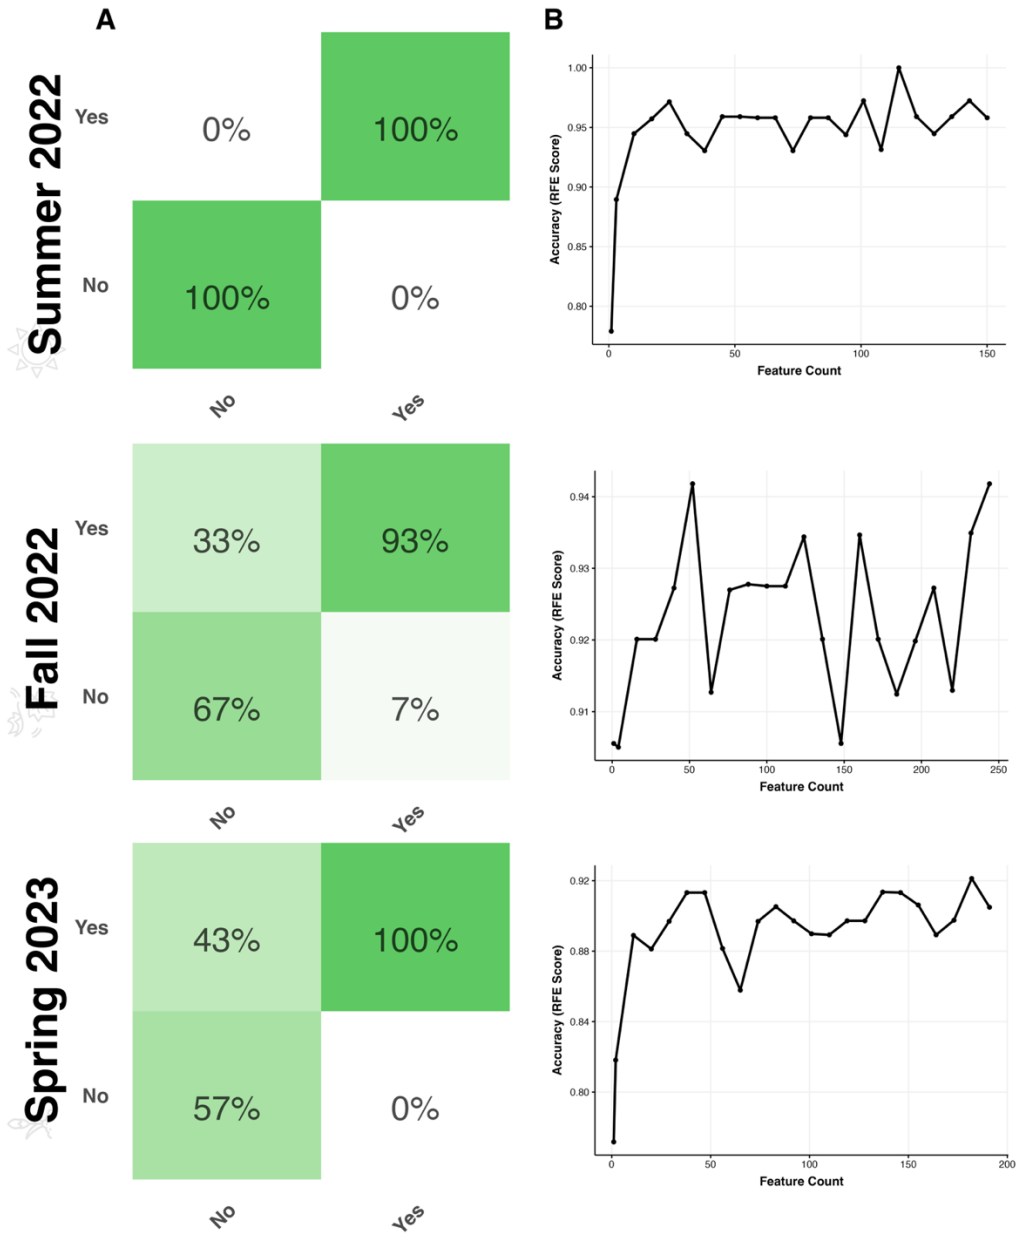 A
B
Summer 2022
Yes
0%
100%
No
100%
0%
No
Yes
Accuracy (RFE Score)
1.00
0.95
0.90
0.85
0.80
0
50
100
150
Feature Count
Fall 2022
Yes
33%
93%
No
67%
7%
No
Yes
Accuracy (RFE Score)
0.94
0.93
0.92
0.91
0
50
100
150
200
250
Feature Count
Spring 2023
Yes
43%
100%
No
57%
0%
No
Yes
Accuracy (RFE Score)
0.92
0.88
0.84
0.80
0
50
100
150
200
Feature Count